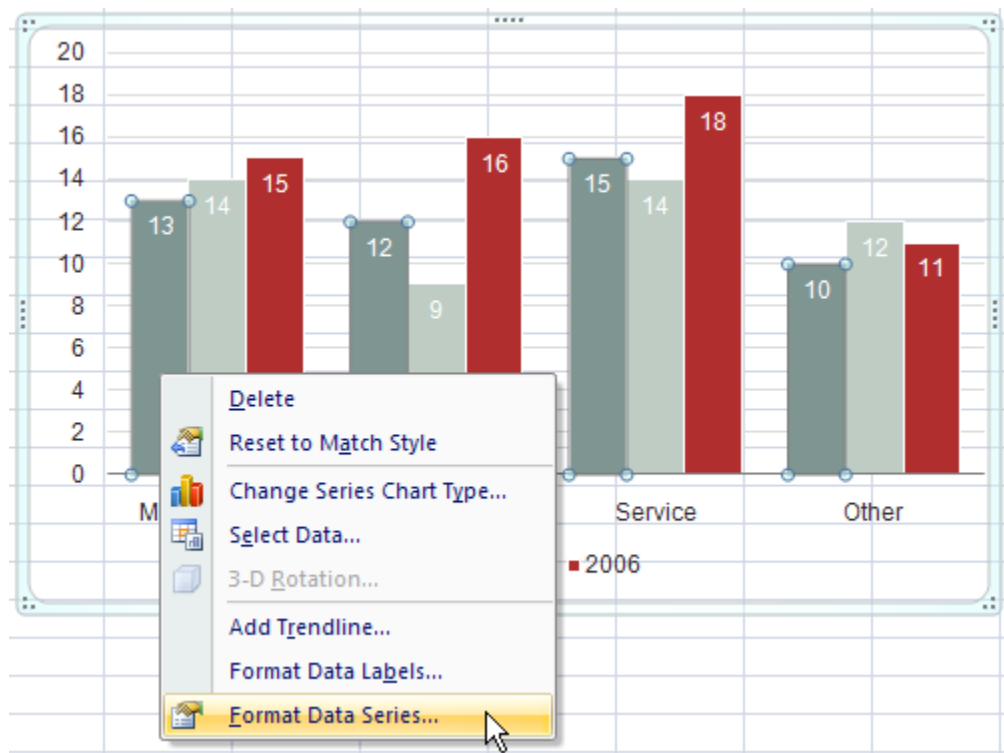 20
18
16
14
12
10
8
6
4
2
0
13
14
15
12
9
16
15
14
18
10
12
11
M
Service
Other
2006
Delete
Reset to Match Style
Change Series Chart Type...
Select Data...
3-D Rotation...
Add Trendline...
Format Data Labels...
Format Data Series...